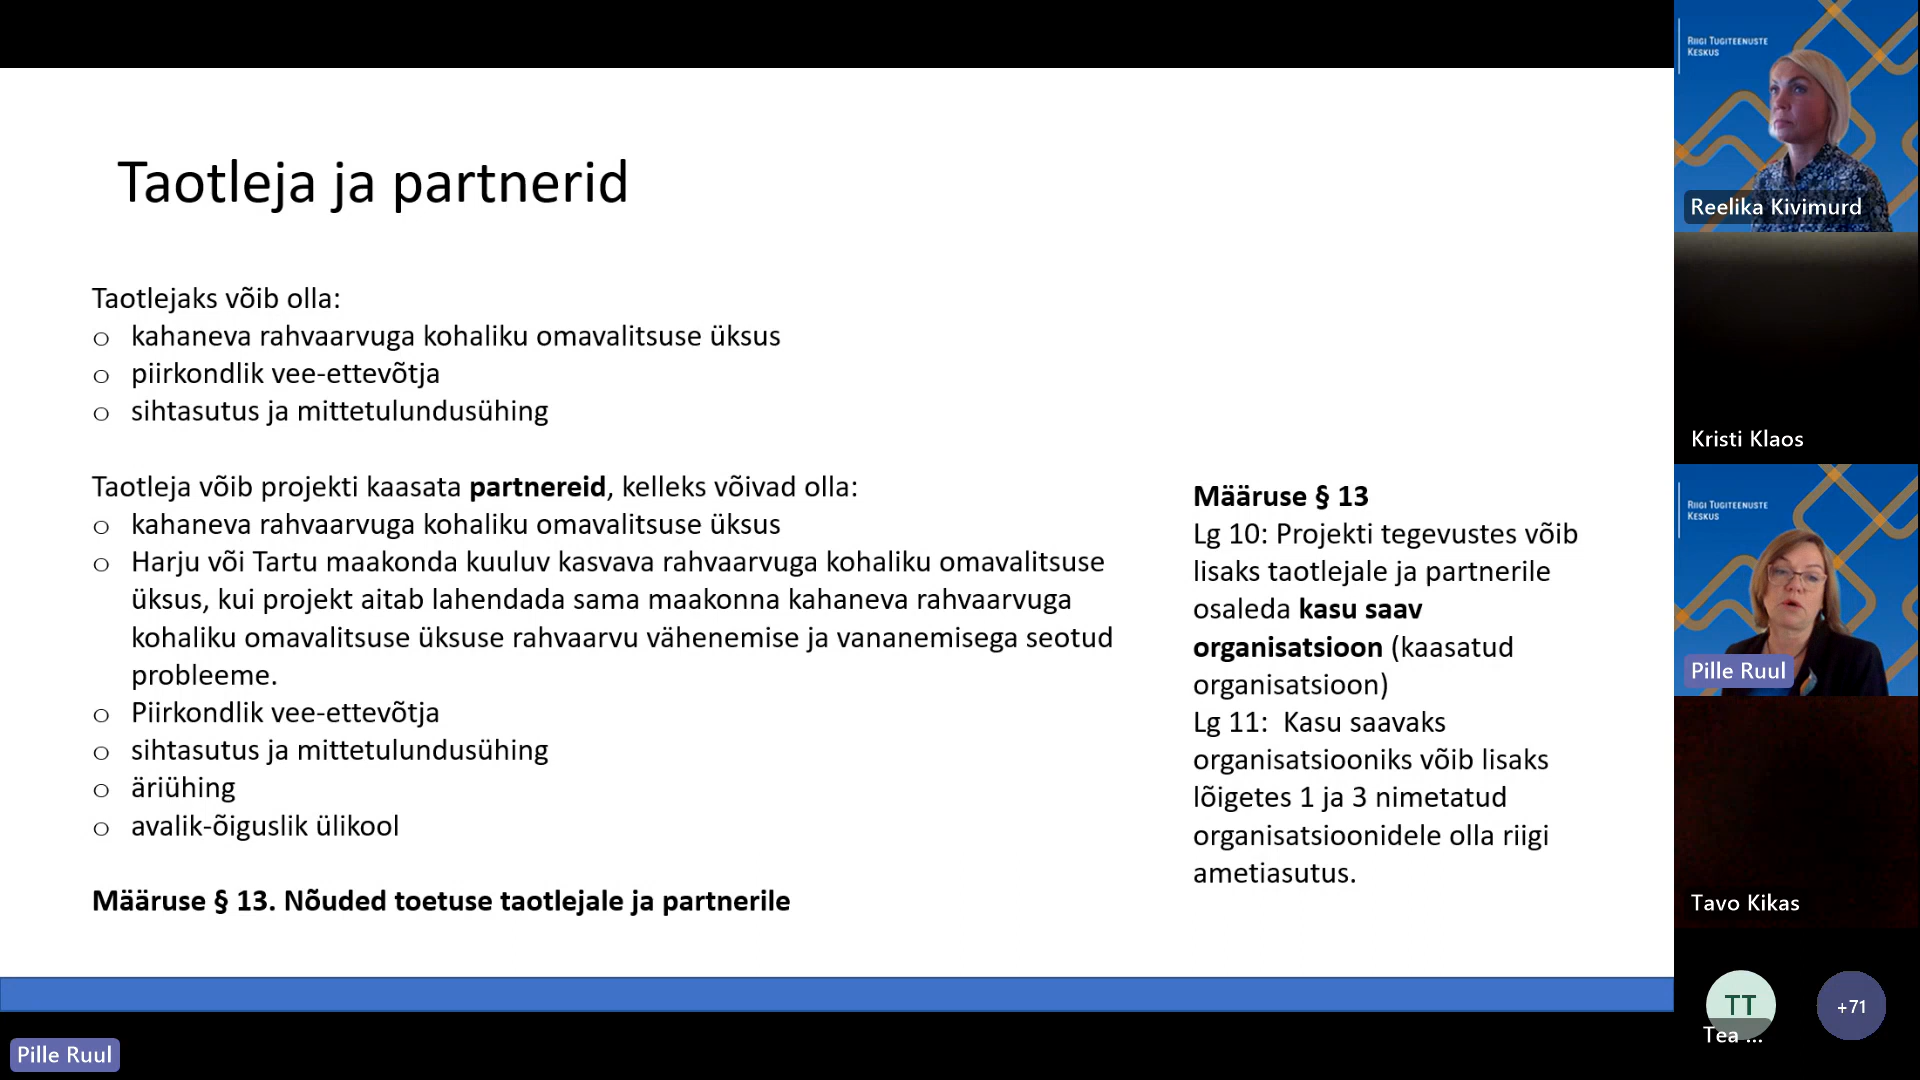 Taotleja ja partnerid
Taotlejaks võib olla:
o kahaneva rahvaarvuga kohaliku omavalitsuse üksus
o piirkondlik vee-ettevõtja
o sihtasutus ja mittetulundusühing
Taotleja võib projekti kaasata partnereid, kelleks võivad olla:
o kahaneva rahvaarvuga kohaliku omavalitsuse üksus
o Harju või Tartu maakonda kuuluv kasvava rahvaarvuga kohaliku omavalitsuse
üksus, kui projekt aitab lahendada sama maakonna kahaneva rahvaarvuga
kohaliku omavalitsuse üksuse rahvaarvu vähenemise ja vananemisega seotud
probleeme.
o Piirkondlik vee-ettevõtja
o sihtasutus ja mittetulundusühing
o äriühing
o avalik-õiguslik ülikool
Määruse § 13. Nõuded toetuse taotlejale ja partnerile
Määruse § 13
Lg 10: Projekti tegevustes võib
lisaks taotlejale ja partnerile
osaleda kasu saav
organisatsioon (kaasatud
organisatsioon)
Lg 11: Kasu saavaks
organisatsiooniks võib lisaks
lõigetes 1 ja 3 nimetatud
organisatsioonidele olla riigi
ametiasutus.
Pille Ruul
Riigi Tugiteenuste
Keskus
Reelika Kivimurd
Kristi Klaos
Riigi Tugiteenuste
Keskus
Pille Ruul
Tavo Kikas
TT
Tea ...
+71